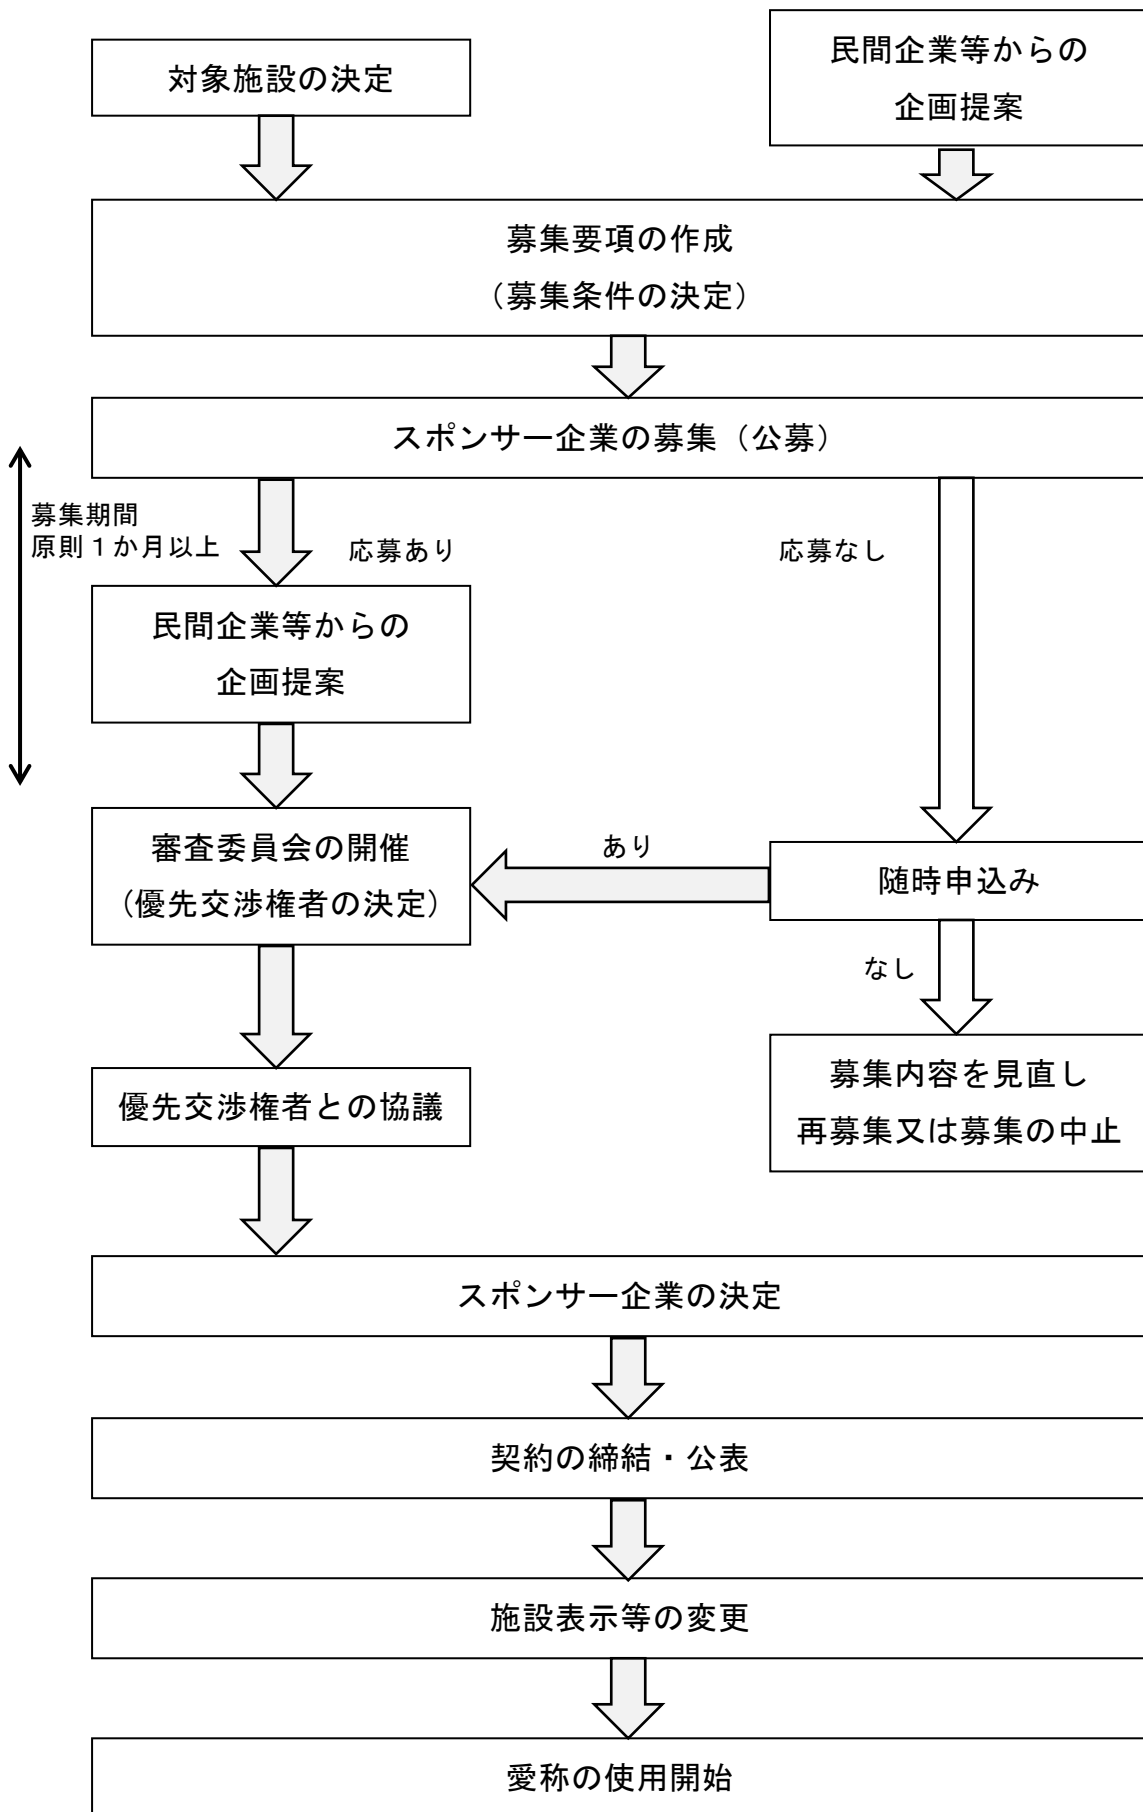 対象施設の決定
民間企業等からの
企画提案
募集要項の作成
（募集条件の決定）
スポンサー企業の募集（公募）
募集期間
原則１か月以上
応募あり
応募なし
民間企業等からの
企画提案
審査委員会の開催
（優先交渉権者の決定）
あり
随時申込み
なし
優先交渉権者との協議
募集内容を見直し
再募集又は募集の中止
スポンサー企業の決定
契約の締結・公表
施設表示等の変更
愛称の使用開始